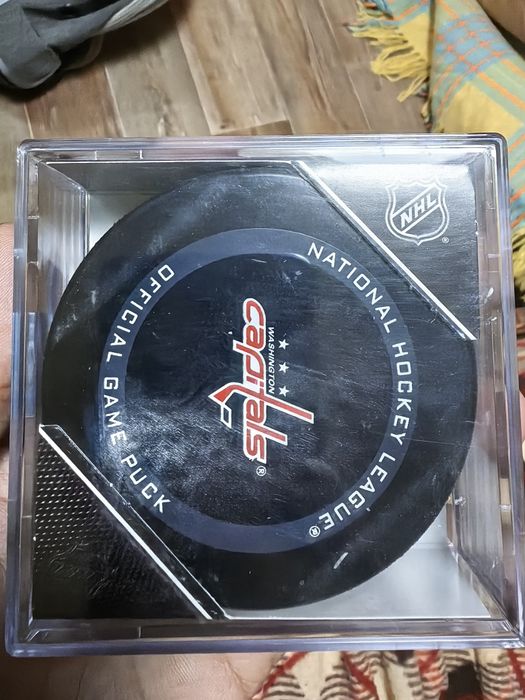 NHL
®
NATIONAL HOCKEY LEAGUE ®
★ ★ ★
WASHINGTON
capitals ®
OFFICIAL GAME PUCK